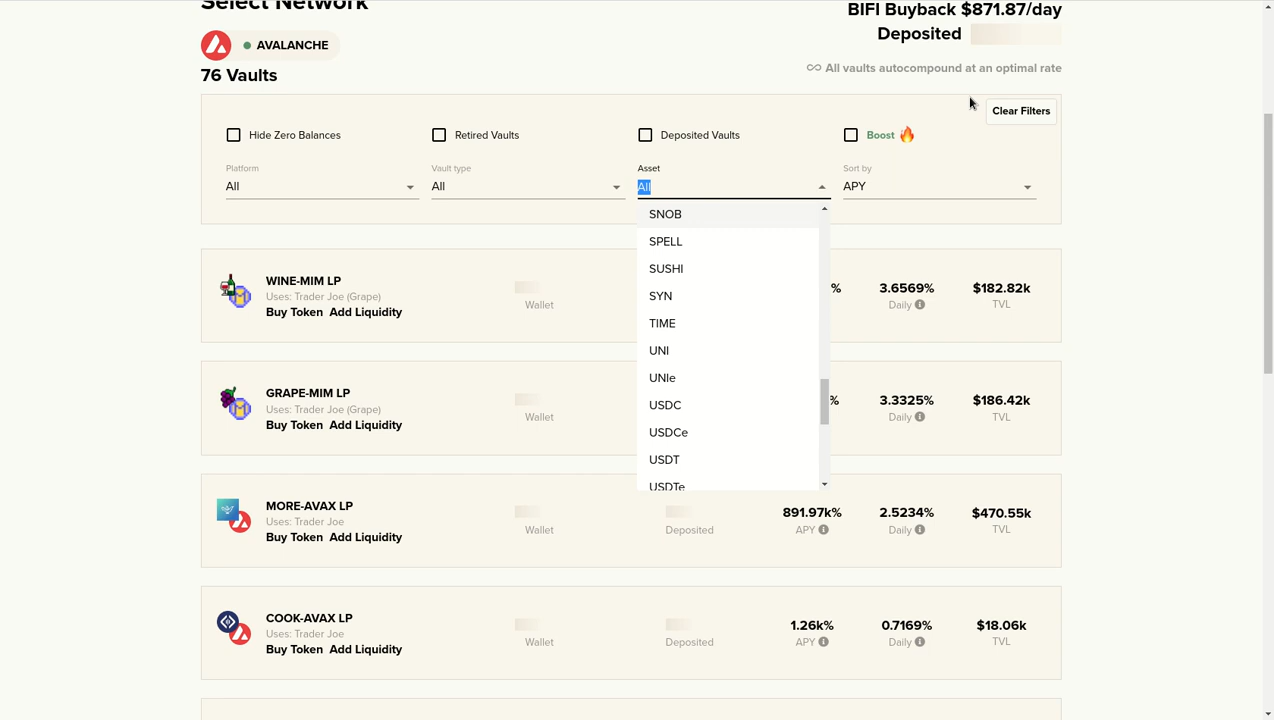 Select Network
BIFI Buyback $871.87/day
AVALANCHE
Deposited
76 Vaults
All vaults autocompound at an optimal rate
Clear Filters
Hide Zero Balances
Retired Vaults
Deposited Vaults
Boost
Platform
Vault type
Asset
Sort by
All
All
All
APY
SNOB
SPELL
SUSHI
SYN
TIME
UNI
UNIe
USDC
USDCe
USDT
USDTe
WINE-MIM LP
Uses: Trader Joe (Grape)
Buy Token Add Liquidity
Wallet
%
3.6569%
Daily
$182.82k
TVL
GRAPE-MIM LP
Uses: Trader Joe (Grape)
Buy Token Add Liquidity
Wallet
%
3.3325%
Daily
$186.42k
TVL
MORE-AVAX LP
Uses: Trader Joe
Buy Token Add Liquidity
Wallet
Deposited
891.97k%
APY
2.5234%
Daily
$470.55k
TVL
COOK-AVAX LP
Uses: Trader Joe
Buy Token Add Liquidity
Wallet
Deposited
1.26k%
APY
0.7169%
Daily
$18.06k
TVL